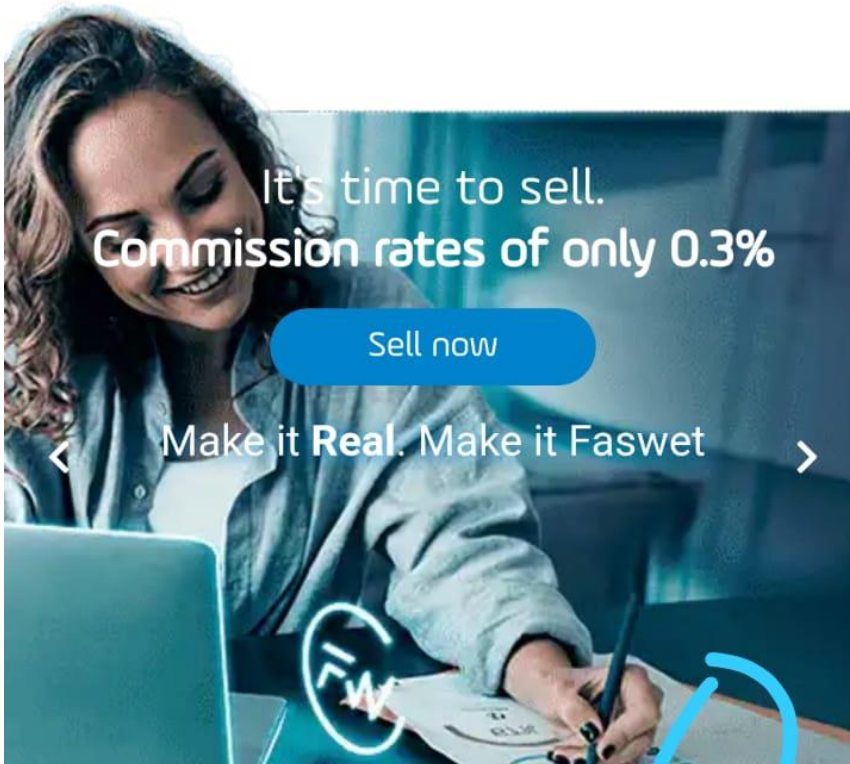 It's time to sell.
Commission rates of only 0.3%
Sell now
Make it Real. Make it Faswet
FW